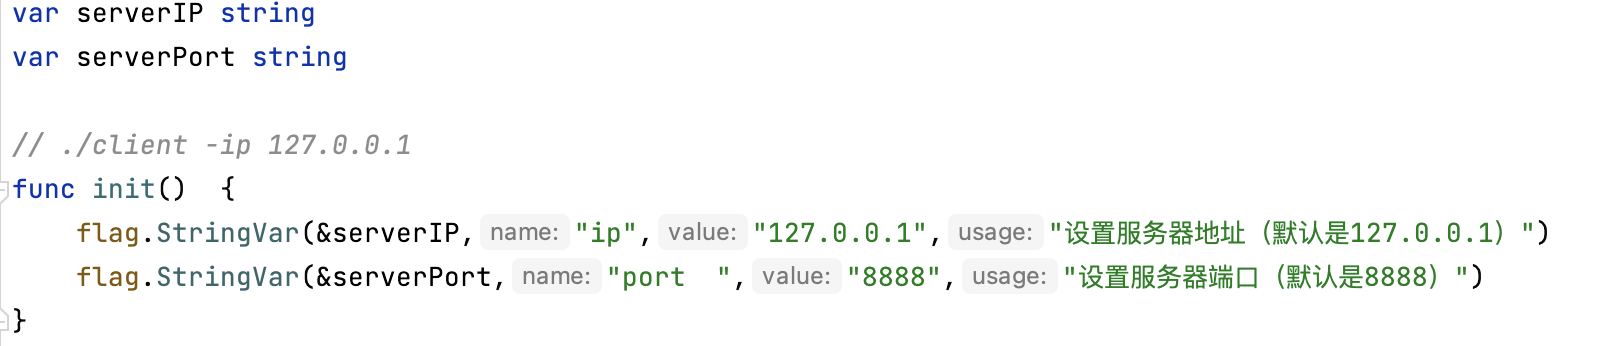 var serverIP string
var serverPort string
// ./client -ip 127.0.0.1
func init()  {
flag.StringVar(&serverIP, name: "ip", value: "127.0.0.1", usage: "设置服务器地址（默认是127.0.0.1）")
flag.StringVar(&serverPort, name: "port  ", value: "8888", usage: "设置服务器端口（默认是8888）")
}